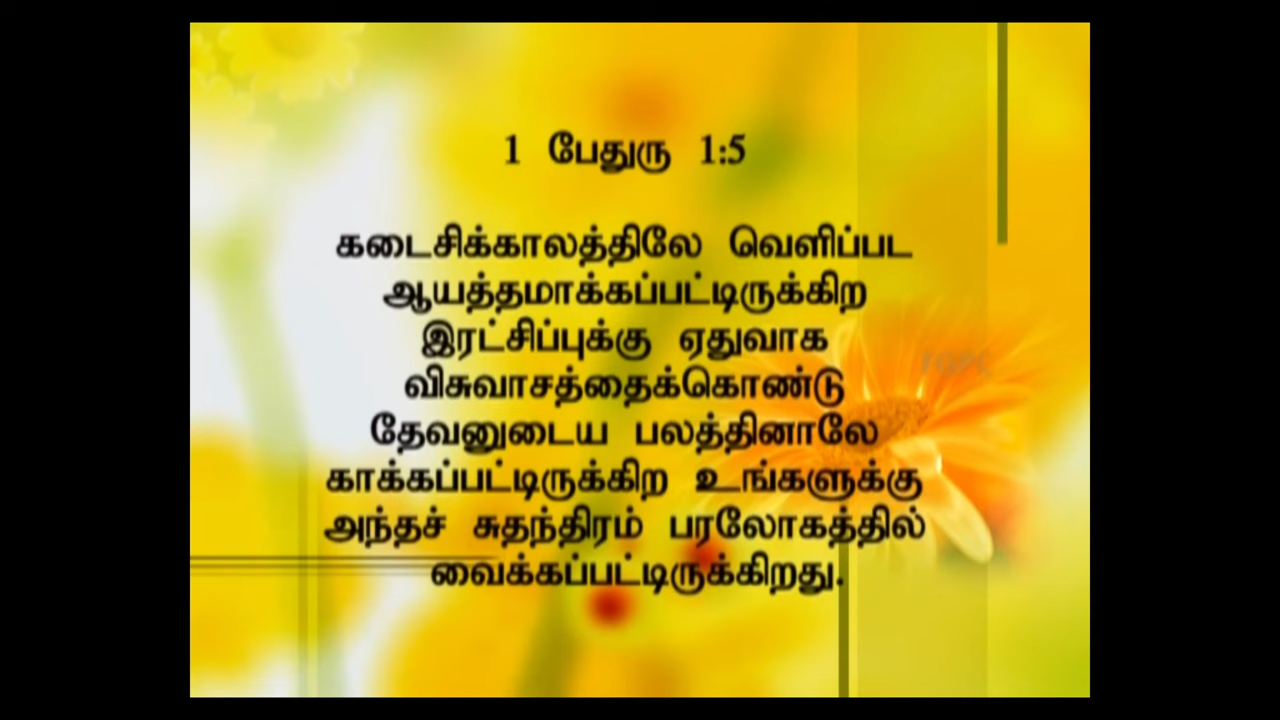 1 பேதுரு 1:5
கடைசிக்காலத்திலே வெளிப்பட
ஆயத்தமாக்கப்பட்டிருக்கிற
இரட்சிப்புக்கு ஏதுவாக
விசுவாசத்தைக்கொண்டு
தேவனுடைய பலத்தினாலே
காக்கப்பட்டிருக்கிற உங்களுக்கு
அந்தச் சுதந்திரம் பரலோகத்தில்
வைக்கப்பட்டிருக்கிறது.